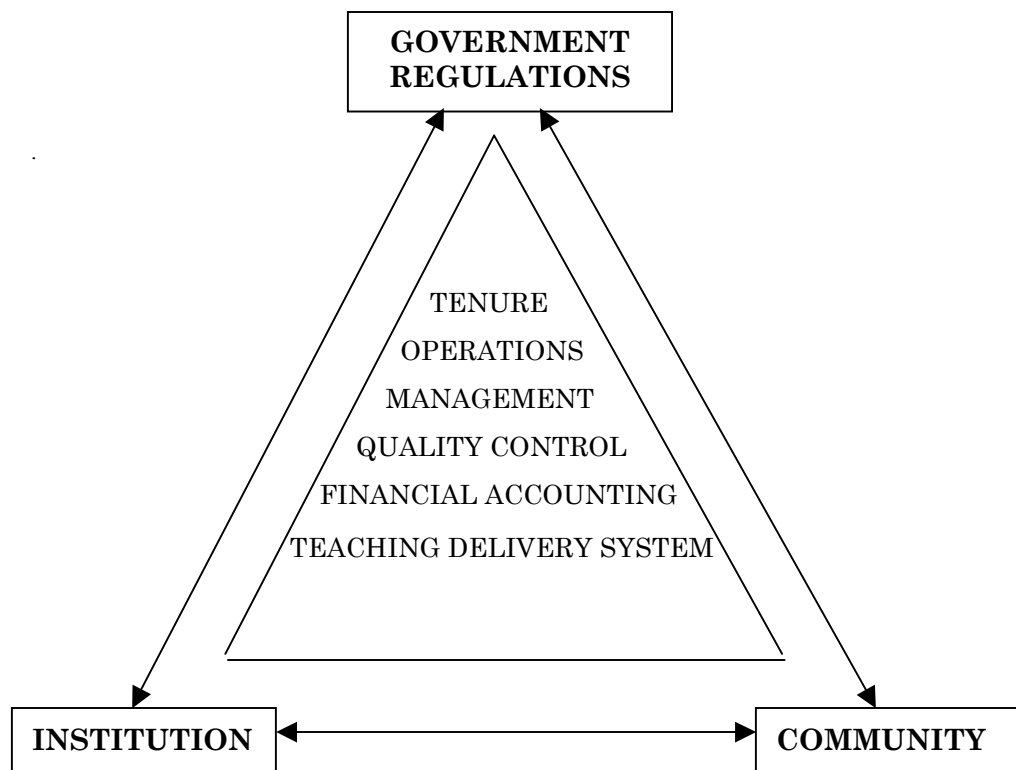 GOVERNMENT
REGULATIONS
TENURE
OPERATIONS
MANAGEMENT
QUALITY CONTROL
FINANCIAL ACCOUNTING
TEACHING DELIVERY SYSTEM
INSTITUTION
COMMUNITY